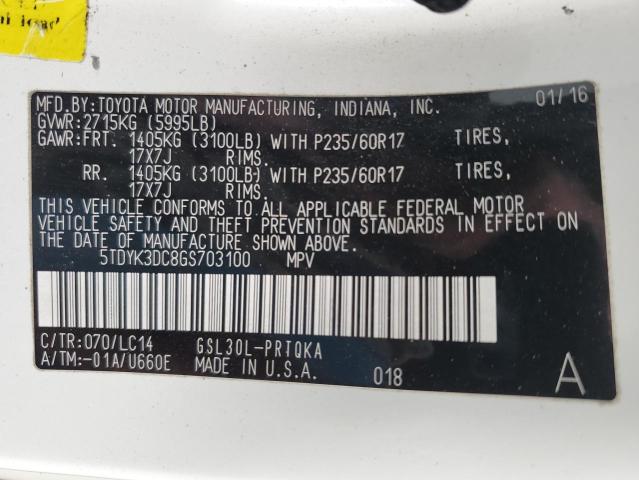 al load
MFD.BY:TOYOTA MOTOR MANUFACTURING, INDIANA, INC. 01/16
GVWR:2715KG (5995LB)
GAWR:FRT. 1405KG (3100LB) WITH P235/60R17 TIRES,
17X7J RIMS.
RR. 1405KG (3100LB) WITH P235/60R17 TIRES,
17X7J RIMS.
THIS VEHICLE CONFORMS TO ALL APPLICABLE FEDERAL MOTOR
VEHICLE SAFETY AND THEFT PREVENTION STANDARDS IN EFFECT ON
THE DATE OF MANUFACTURE SHOWN ABOVE.
5TDYK3DC8GS703100 MPV
C/TR:070/LC14 GSL30L-PRTQKA
A/TM:-01A/U660E MADE IN U.S.A. 018 A